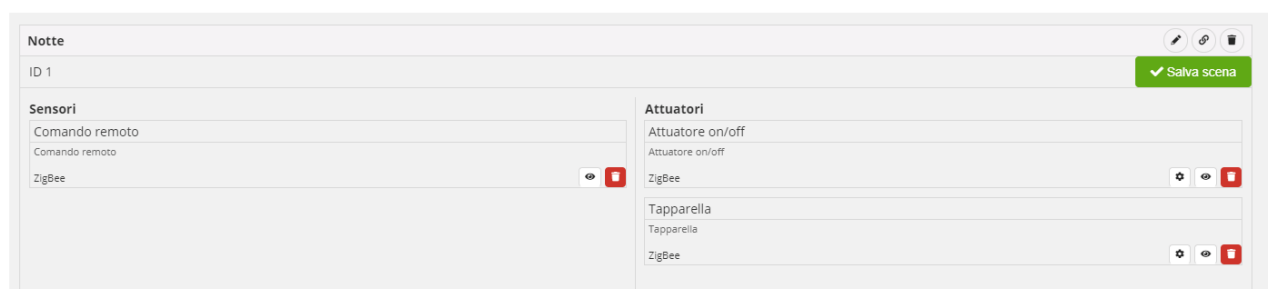 Notte
ID 1
Salva scena
Sensori
Comando remoto
Comando remoto
ZigBee
Attuatori
Attuatore on/off
Attuatore on/off
ZigBee
Tapparella
Tapparella
ZigBee